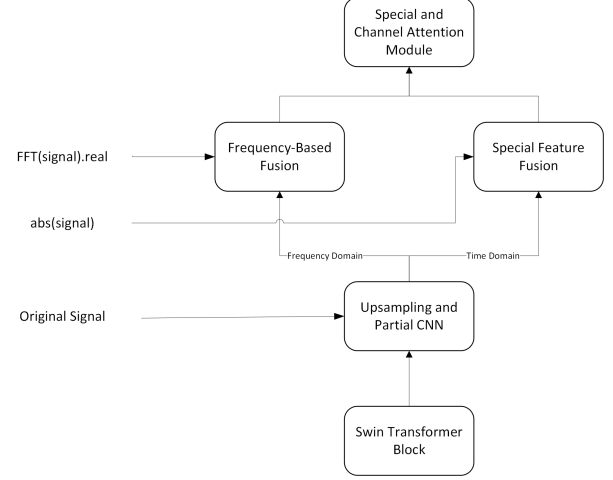 Special and
Channel Attention
Module
FFT(signal).real
Frequency-Based
Fusion
Special Feature
Fusion
abs(signal)
Frequency Domain
Time Domain
Original Signal
Upsampling and
Partial CNN
Swin Transformer
Block